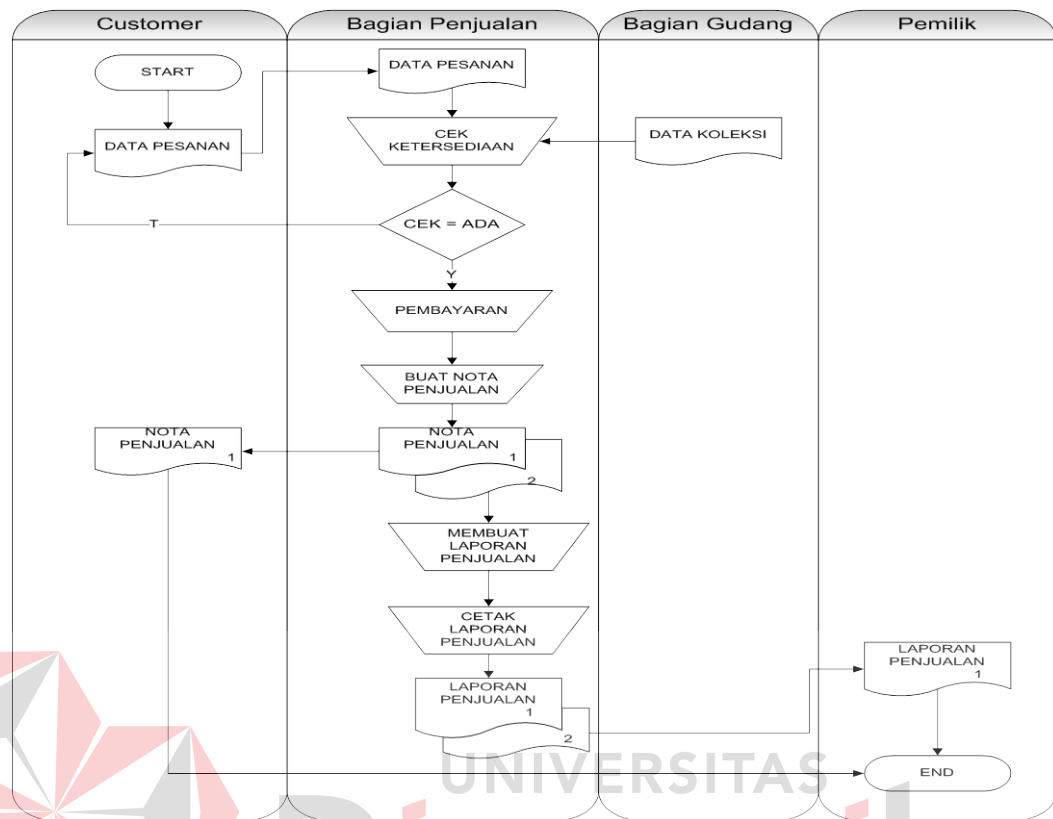 Customer
Bagian Penjualan
Bagian Gudang
Pemilik
START
DATA PESANAN
DATA PESANAN
CEK
KETERSEDIAAN
DATA KOLEKSI
CEK = ADA
T
Y
PEMBAYARAN
BUAT NOTA
PENJUALAN
NOTA
PENJUALAN
1
NOTA
PENJUALAN
1
2
MEMBUAT
LAPORAN
PENJUALAN
CETAK
LAPORAN
PENJUALAN
LAPORAN
PENJUALAN
1
2
LAPORAN
PENJUALAN
1
END
UNIVERSITAS